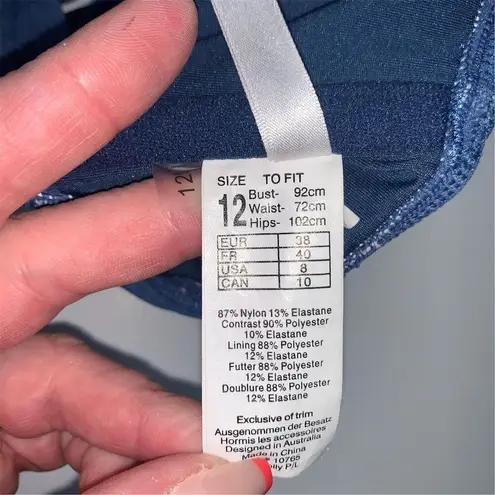 12
SIZE TO FIT
12 Bust- 92cm
Waist- 72cm
Hips- 102cm
EUR 38
FR 40
USA 8
CAN 10
87% Nylon 13% Elastane
Contrast 90% Polyester
10% Elastane
Lining 88% Polyester
12% Elastane
Futter 88% Polyester
12% Elastane
Doublure 88% Polyester
12% Elastane
Exclusive of trim
Ausgenommen der Besatz
Hormis les accessoires
Designed in Australia
Made in China
10765
P/L